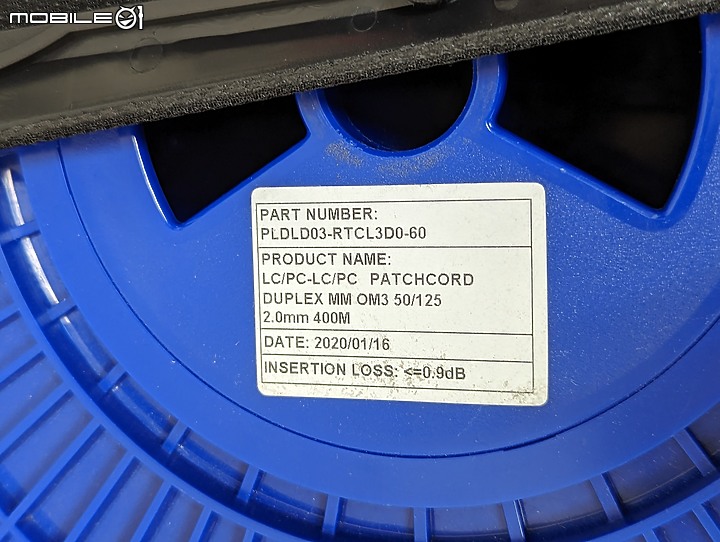 MOBILE01
PART NUMBER:
PLDLD03-RTCL3D0-60
PRODUCT NAME:
LC/PC-LC/PC PATCHCORD
DUPLEX MM OM3 50/125
2.0mm 400M
DATE: 2020/01/16
INSERTION LOSS: <=0.9dB